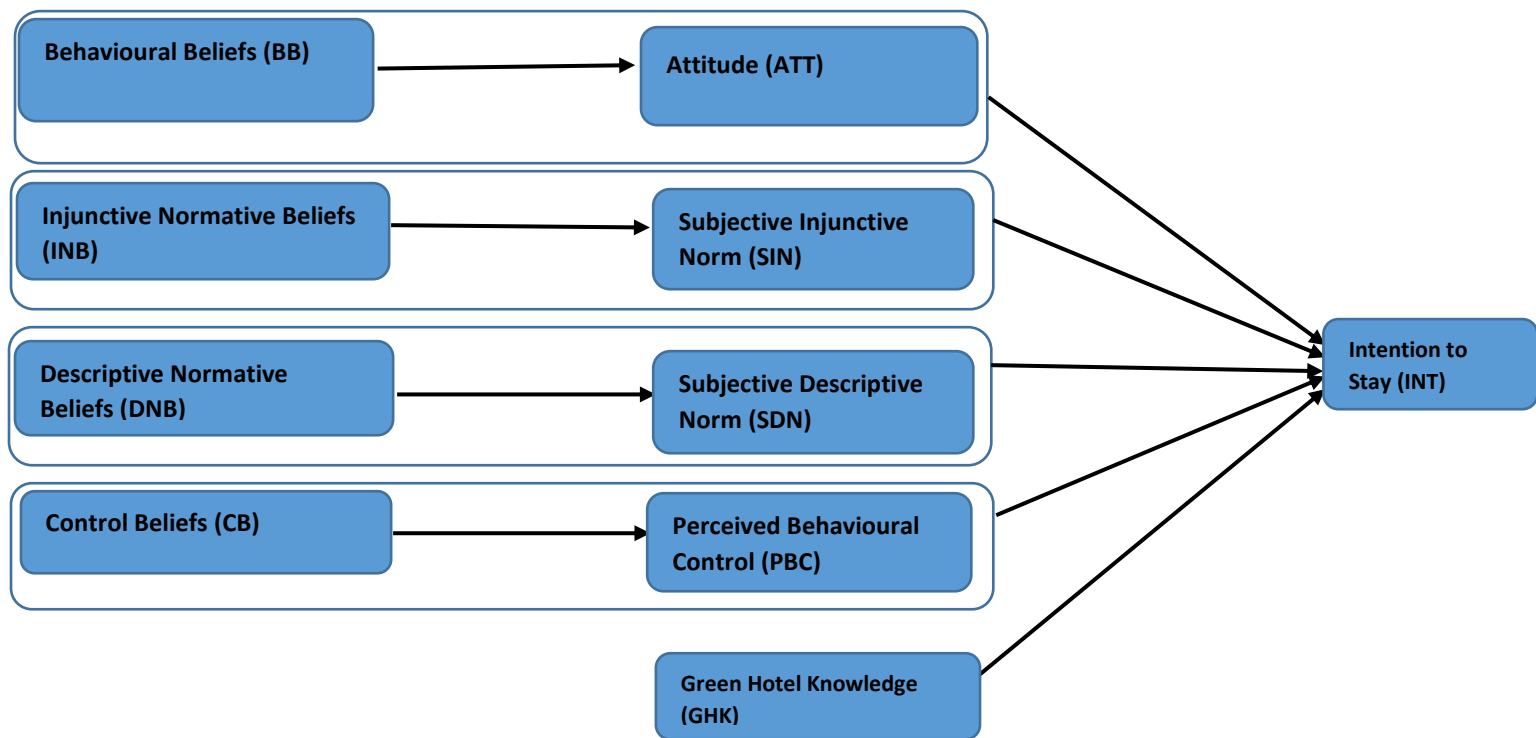 Behavioural Beliefs (BB)
Attitude (ATT)
Injunctive Normative Beliefs
(INB)
Subjective Injunctive
Norm (SIN)
Descriptive Normative
Beliefs (DNB)
Subjective Descriptive
Norm (SDN)
Control Beliefs (CB)
Perceived Behavioural
Control (PBC)
Green Hotel Knowledge
(GHK)
Intention to
Stay (INT)